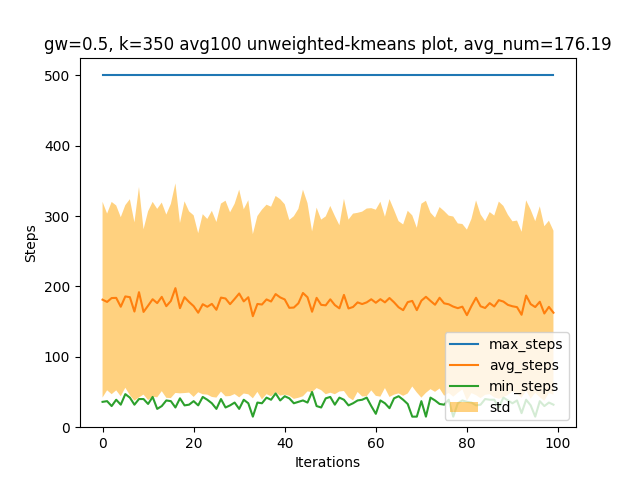 gw=0.5, k=350 avg100 unweighted-kmeans plot, avg_num=176.19
500
400
300
200
100
0
Steps
max_steps
avg_steps
min_steps
std
0
20
40
60
80
100
Iterations